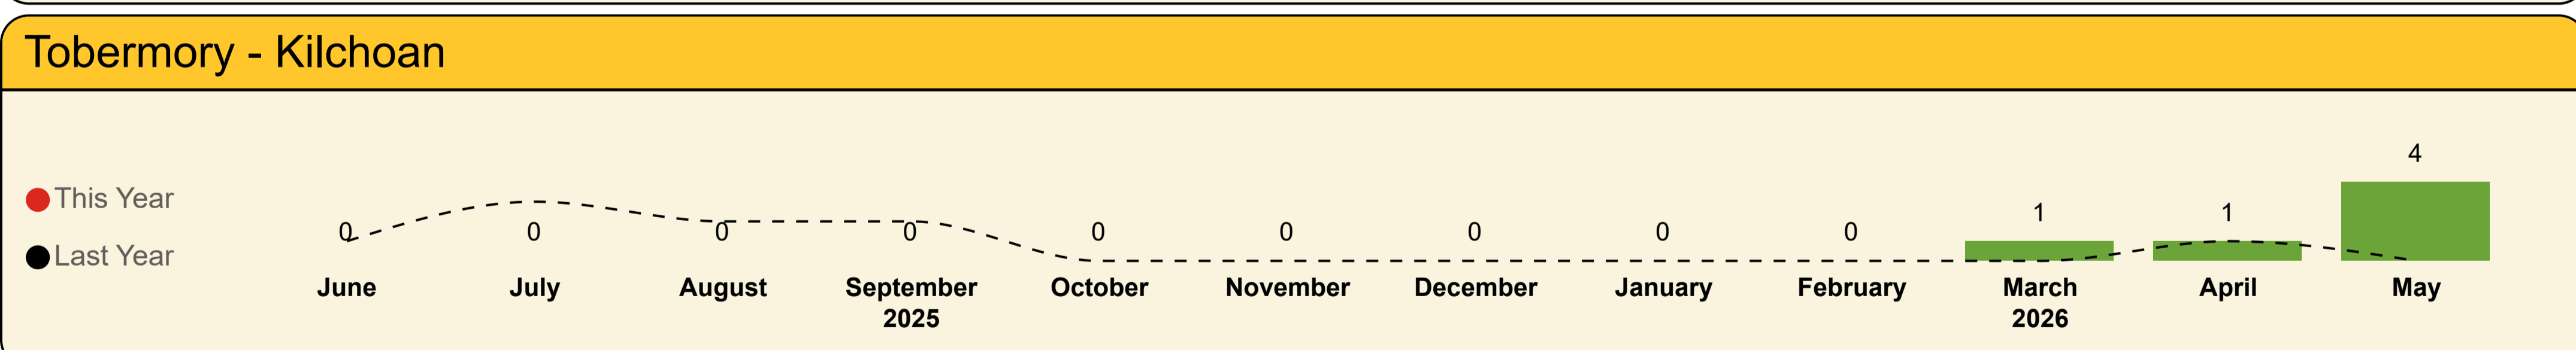 Tobermory - Kilchoan
4
This Year
1 1
0 0 0 0 0 0 0 0 0
Last Year
June July August September October November December January February March April May
2025 2026